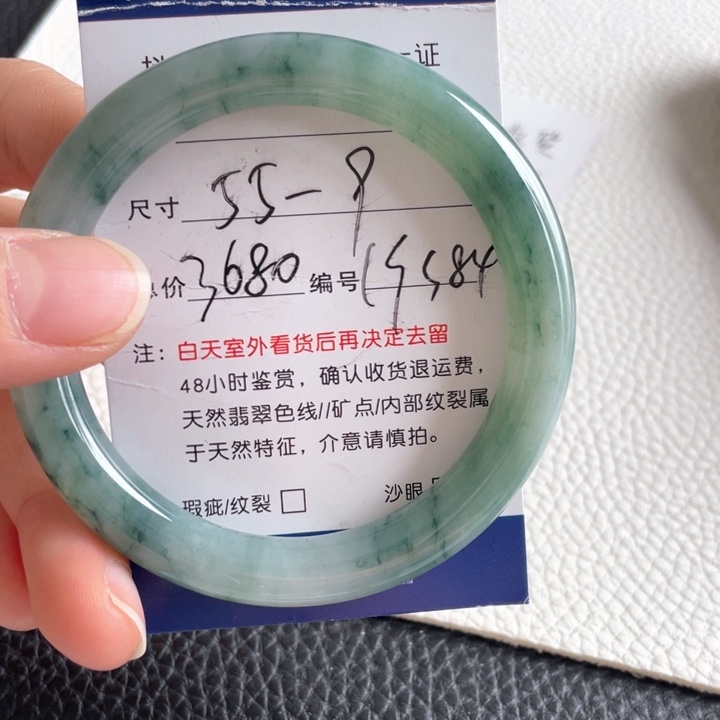 证
尺寸 55-9
价 3680 编号
注：白天室外看货后再决定去留
48小时鉴赏，确认收货退运费，
天然翡翠色线//矿点/内部纹裂属
于天然特征，介意请慎拍。
瑕疵/纹裂 □ 沙眼